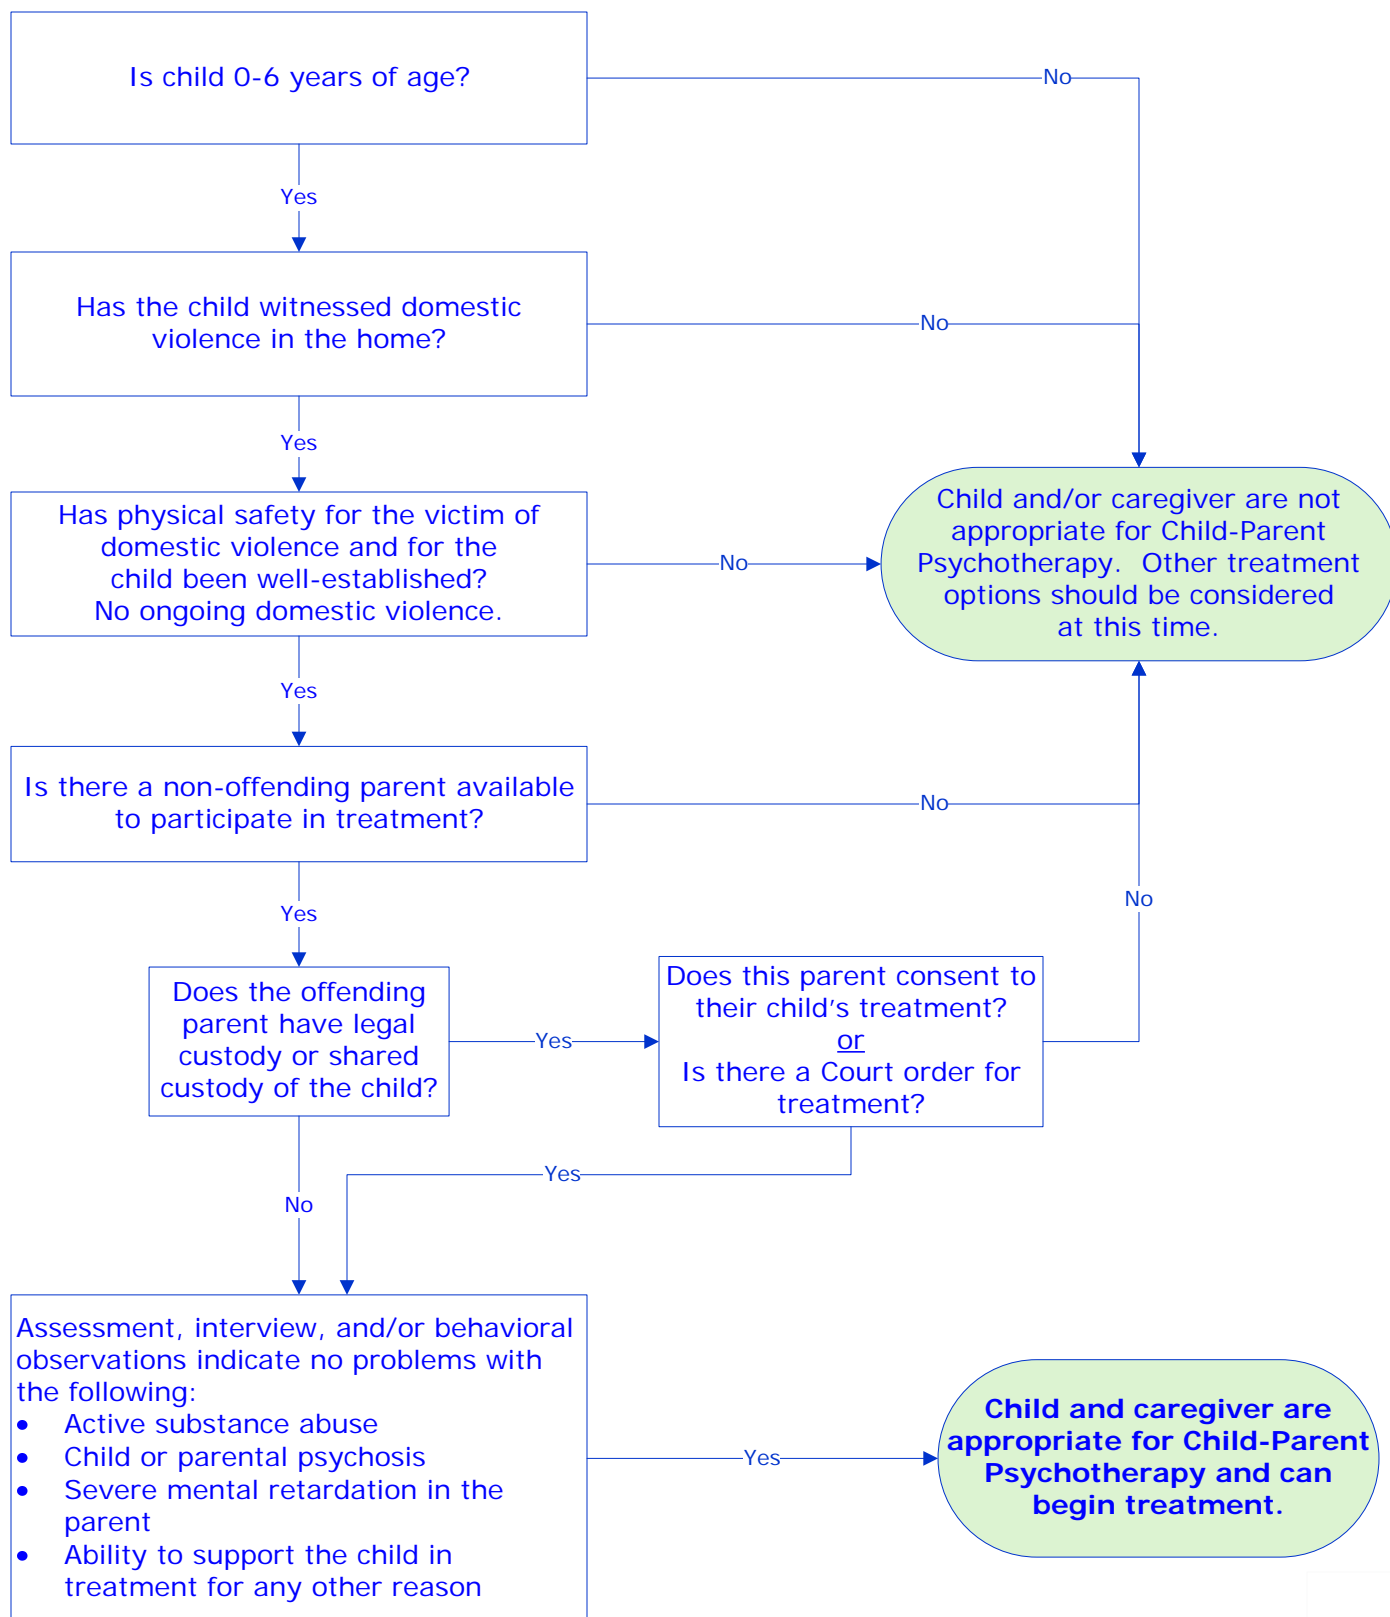 Is child 0-6 years of age?
No
Yes
Has the child witnessed domestic
violence in the home?
No
Yes
Has physical safety for the victim of
domestic violence and for the
child been well-established?
No ongoing domestic violence.
No
Child and/or caregiver are not
appropriate for Child-Parent
Psychotherapy.  Other treatment
options should be considered
at this time.
Yes
Is there a non-offending parent available
to participate in treatment?
No
Yes
No
Does the offending
parent have legal
custody or shared
custody of the child?
Yes
Does this parent consent to
their child's treatment?
or
Is there a Court order for
treatment?
Yes
No
Assessment, interview, and/or behavioral
observations indicate no problems with
the following:
• Active substance abuse
• Child or parental psychosis
• Severe mental retardation in the
parent
• Ability to support the child in
treatment for any other reason
Yes
Child and caregiver are
appropriate for Child-Parent
Psychotherapy and can
begin treatment.